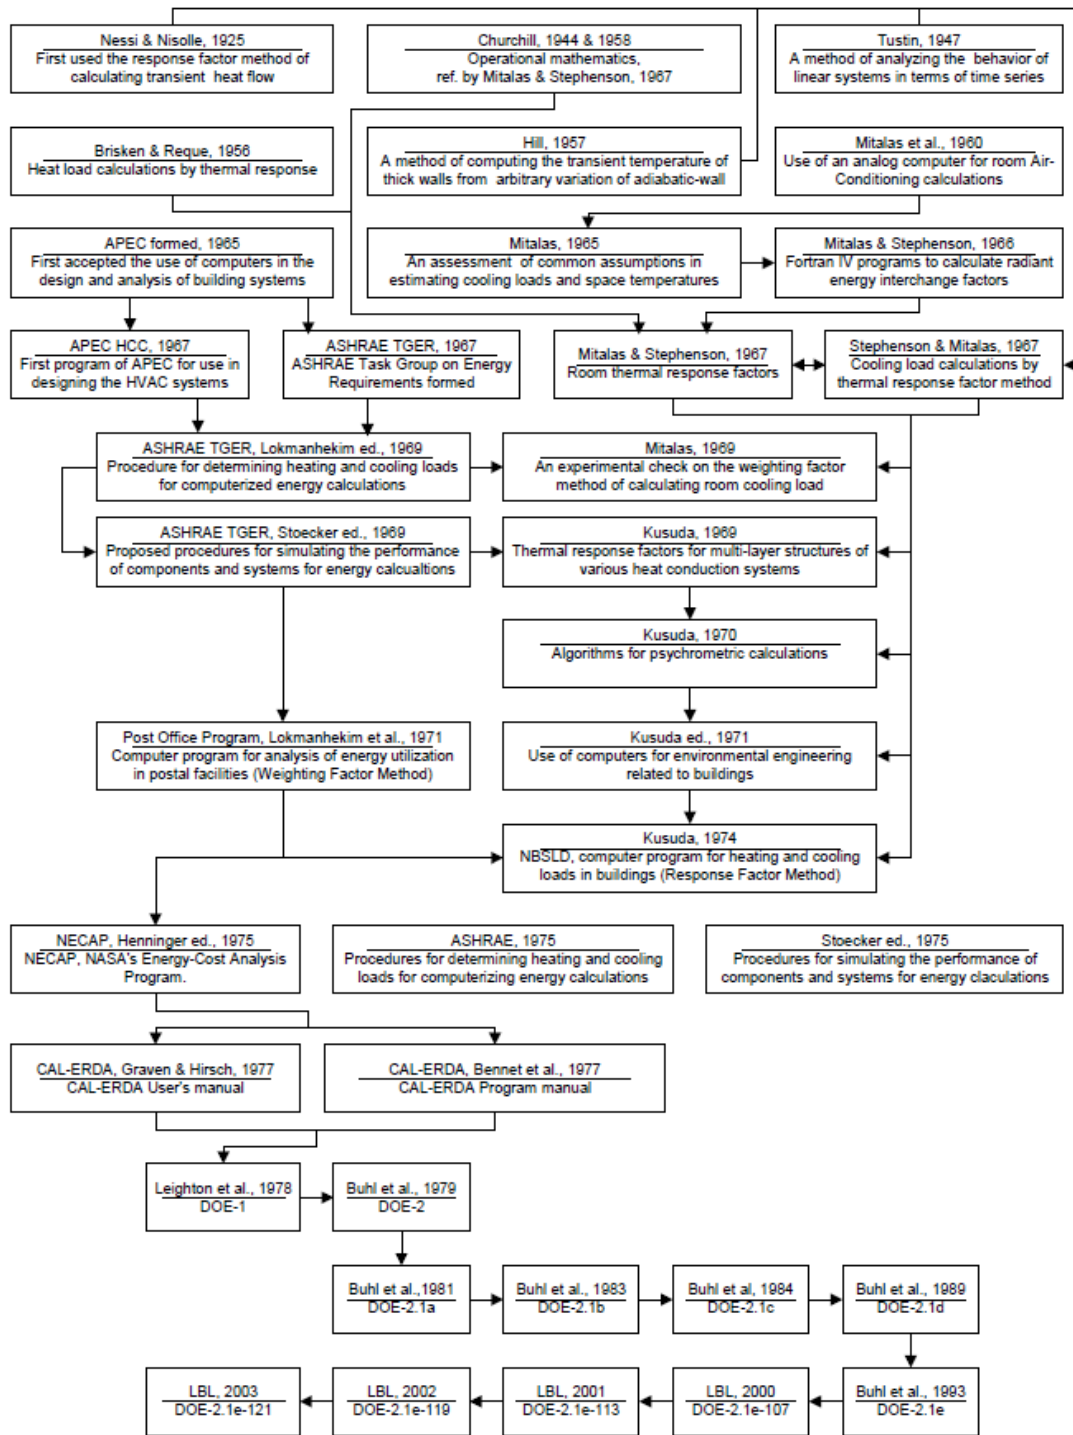 Nessi & Nisolle, 1925
First used the response factor method of
calculating transient heat flow
Churchill, 1944 & 1958
Operational mathematics,
ref. by Mitalas & Stephenson, 1967
Tustin, 1947
A method of analyzing the behavior of
linear systems in terms of time series
Brisken & Reque, 1956
Heat load calculations by thermal response
Hill, 1957
A method of computing the transient temperature of
thick walls from arbitrary variation of adiabatic-wall
Mitalas et al., 1960
Use of an analog computer for room Air-
Conditioning calculations
APEC formed, 1965
First accepted the use of computers in the
design and analysis of building systems
Mitalas, 1965
An assessment of common assumptions in
estimating cooling loads and space temperatures
Mitalas & Stephenson, 1966
Fortran IV programs to calculate radiant
energy interchange factors
APEC HCC, 1967
First program of APEC for use in
designing the HVAC systems
ASHRAE TGER, 1967
ASHRAE Task Group on Energy
Requirements formed
Mitalas & Stephenson, 1967
Room thermal response factors
Stephenson & Mitalas, 1967
Cooling load calculations by
thermal response factor method
ASHRAE TGER, Lokmanhekim ed., 1969
Procedure for determining heating and cooling loads
for computerized energy calculations
Mitalas, 1969
An experimental check on the weighting factor
method of calculating room cooling load
ASHRAE TGER, Stoecker ed., 1969
Proposed procedures for simulating the performance
of components and systems for energy calcualtions
Kusuda, 1969
Thermal response factors for multi-layer structures of
various heat conduction systems
Kusuda, 1970
Algorithms for psychrometric calculations
Post Office Program, Lokmanhekim et al., 1971
Computer program for analysis of energy utilization
in postal facilities (Weighting Factor Method)
Kusuda ed., 1971
Use of computers for environmental engineering
related to buildings
Kusuda, 1974
NBSLD, computer program for heating and cooling
loads in buildings (Response Factor Method)
NECAP, Henninger ed., 1975
NECAP, NASA's Energy-Cost Analysis
Program.
ASHRAE, 1975
Procedures for determining heating and cooling
loads for computerizing energy calculations
Stoecker ed., 1975
Procedures for simulating the performance of
components and systems for energy claculations
CAL-ERDA, Graven & Hirsch, 1977
CAL-ERDA User's manual
CAL-ERDA, Bennet et al., 1977
CAL-ERDA Program manual
Leighton et al., 1978
DOE-1
Buhl et al., 1979
DOE-2
Buhl et al.,1981
DOE-2.1a
Buhl et al., 1983
DOE-2.1b
Buhl et al, 1984
DOE-2.1c
Buhl et al., 1989
DOE-2.1d
LBL, 2003
DOE-2.1e-121
LBL, 2002
DOE-2.1e-119
LBL, 2001
DOE-2.1e-113
LBL, 2000
DOE-2.1e-107
Buhl et al., 1993
DOE-2.1e